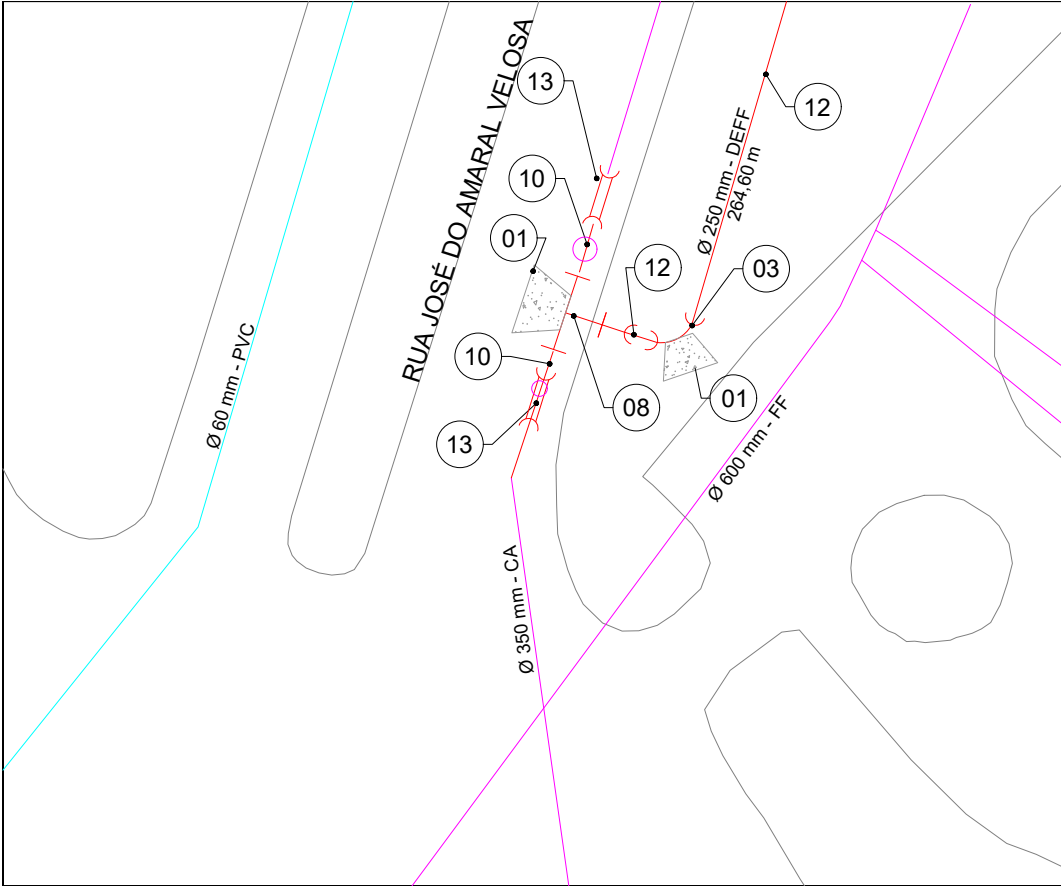 13
12
10
01
RUA JOSÉ DO AMARAL VELOSA
Ø 250 mm - DEFF
264,60 m
12
03
10
08
01
13
Ø 60 mm - PVC
Ø 600 mm - FF
Ø 350 mm - CA